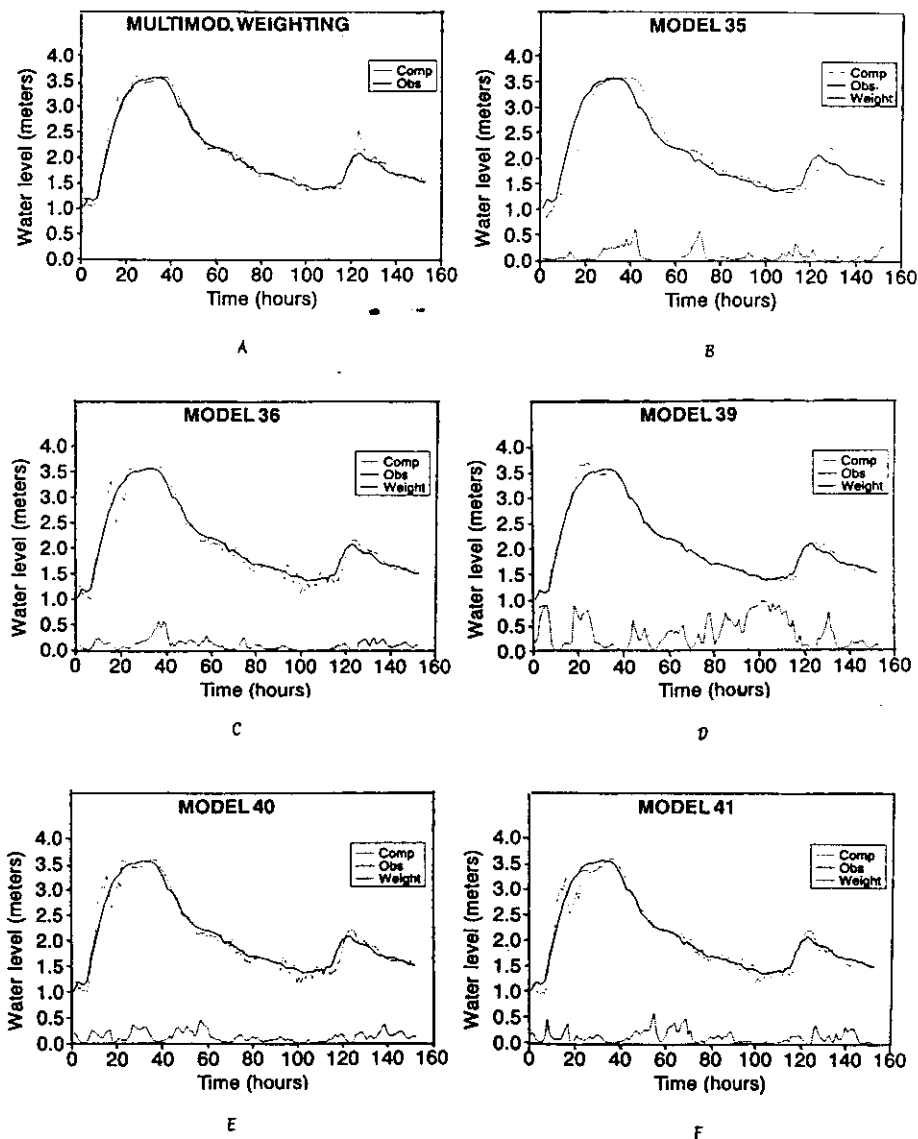 MULTIMOD. WEIGHTING
Water level (meters)
4.0
3.5
3.0
2.5
2.0
1.5
1.0
0.5
0.0
Comp
Obs
0 20 40 60 80 100 120 140 160
Time (hours)
A
MODEL 35
Water level (meters)
4.0
3.5
3.0
2.5
2.0
1.5
1.0
0.5
0.0
Comp
Obs-
Weight
0 20 40 60 80 100 120 140 160
Time (hours)
B
MODEL 36
Water level (meters)
4.0
3.5
3.0
2.5
2.0
1.5
1.0
0.5
0.0
Comp
Obs
Weight
0 20 40 60 80 100 120 140 160
Time (hours)
C
MODEL 39
Water level (meters)
4.0
3.5
3.0
2.5
2.0
1.5
1.0
0.5
0.0
Comp
Obs
Weight
0 20 40 60 80 100 120 140 160
Time (hours)
D
MODEL 40
Water level (meters)
4.0
3.5
3.0
2.5
2.0
1.5
1.0
0.5
0.0
Comp
Obs
Weight
0 20 40 60 80 100 120 140 160
Time (hours)
E
MODEL 41
Water level (meters)
4.0
3.5
3.0
2.5
2.0
1.5
1.0
0.5
0.0
Comp
Obs
Weight
0 20 40 60 80 100 120 140 160
Time (hours)
F